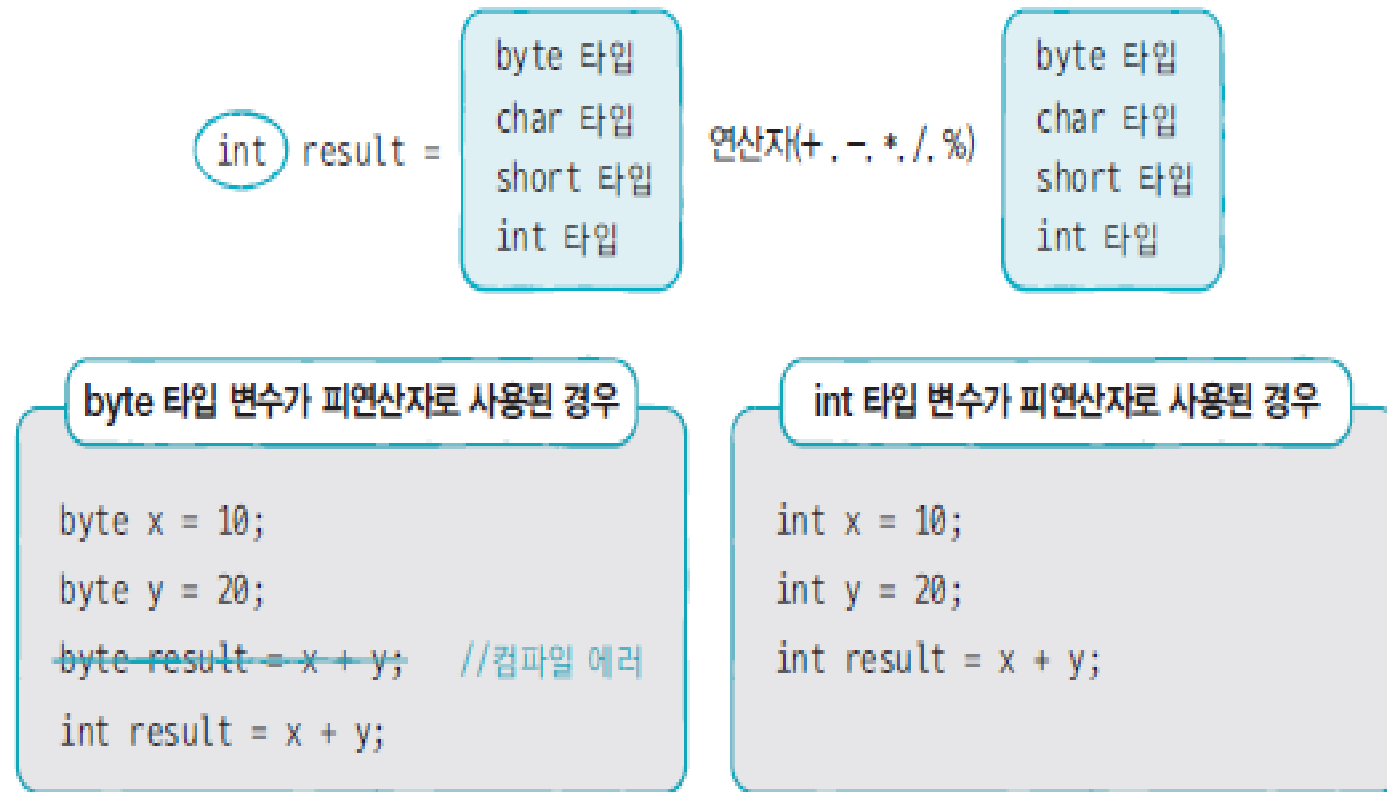 int result =
byte 타입
char 타입
short 타입
int 타입
연산자(+ , -, *, /, %)
byte 타입
char 타입
short 타입
int 타입
byte 타입 변수가 피연산자로 사용된 경우
byte x = 10;
byte y = 20;
byte result = x + y; //컴파일 에러
int result = x + y;
int 타입 변수가 피연산자로 사용된 경우
int x = 10;
int y = 20;
int result = x + y;